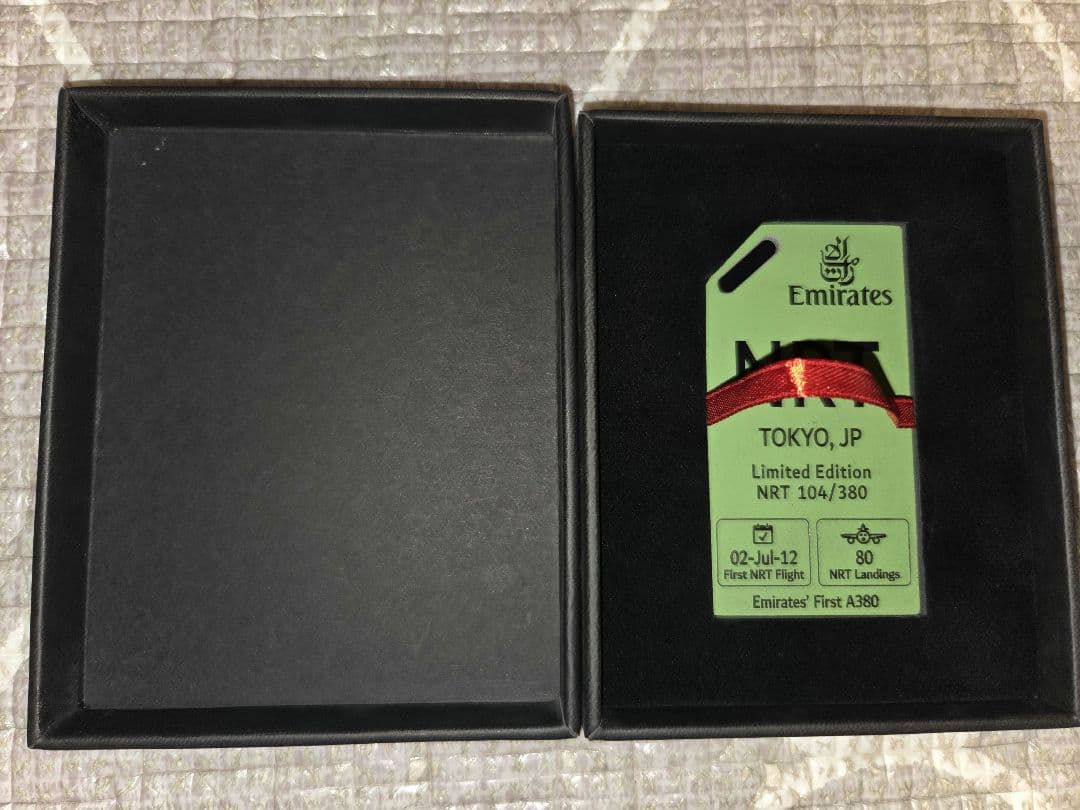 Emirates
NRT
TOKYO, JP
Limited Edition
NRT 104/380
02-Jul-12
First NRT Flight
80
NRT Landings
Emirates' First A380